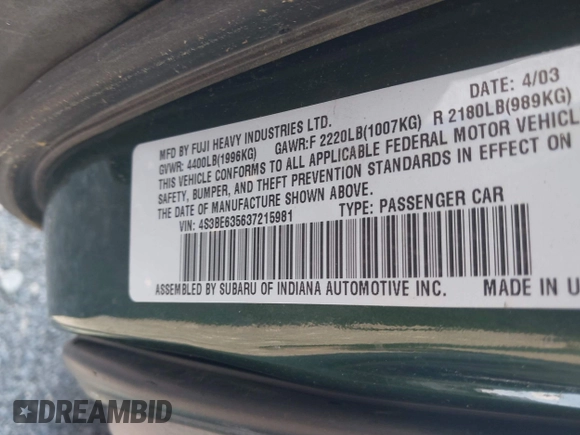 DATE: 4/03
MFD BY FUJI HEAVY INDUSTRIES LTD.
GVWR: 4400LB(1996KG) GAWR:F 2220LB(1007KG) R 2180LB(989KG)
THIS VEHICLE CONFORMS TO ALL APPLICABLE FEDERAL MOTOR VEHICLE
SAFETY, BUMPER, AND THEFT PREVENTION STANDARDS IN EFFECT ON
THE DATE OF MANUFACTURE SHOWN ABOVE.
VIN: 4S3BE635637215981 TYPE: PASSENGER CAR
ASSEMBLED BY SUBARU OF INDIANA AUTOMOTIVE INC. MADE IN U
DREAMBID